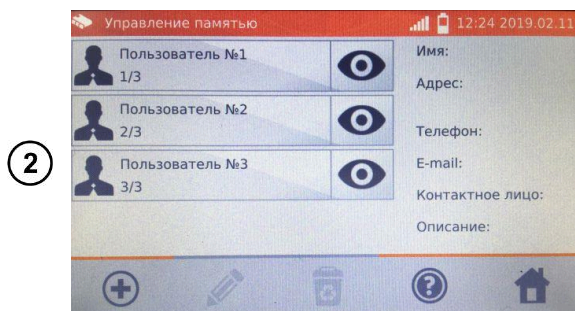 Управление памятью
12:24 2019.02.11
Пользователь №1
1/3
Пользователь №2
2/3
Пользователь №3
3/3
Имя:
Адрес:
Телефон:
E-mail:
Контактное лицо:
Описание:
2